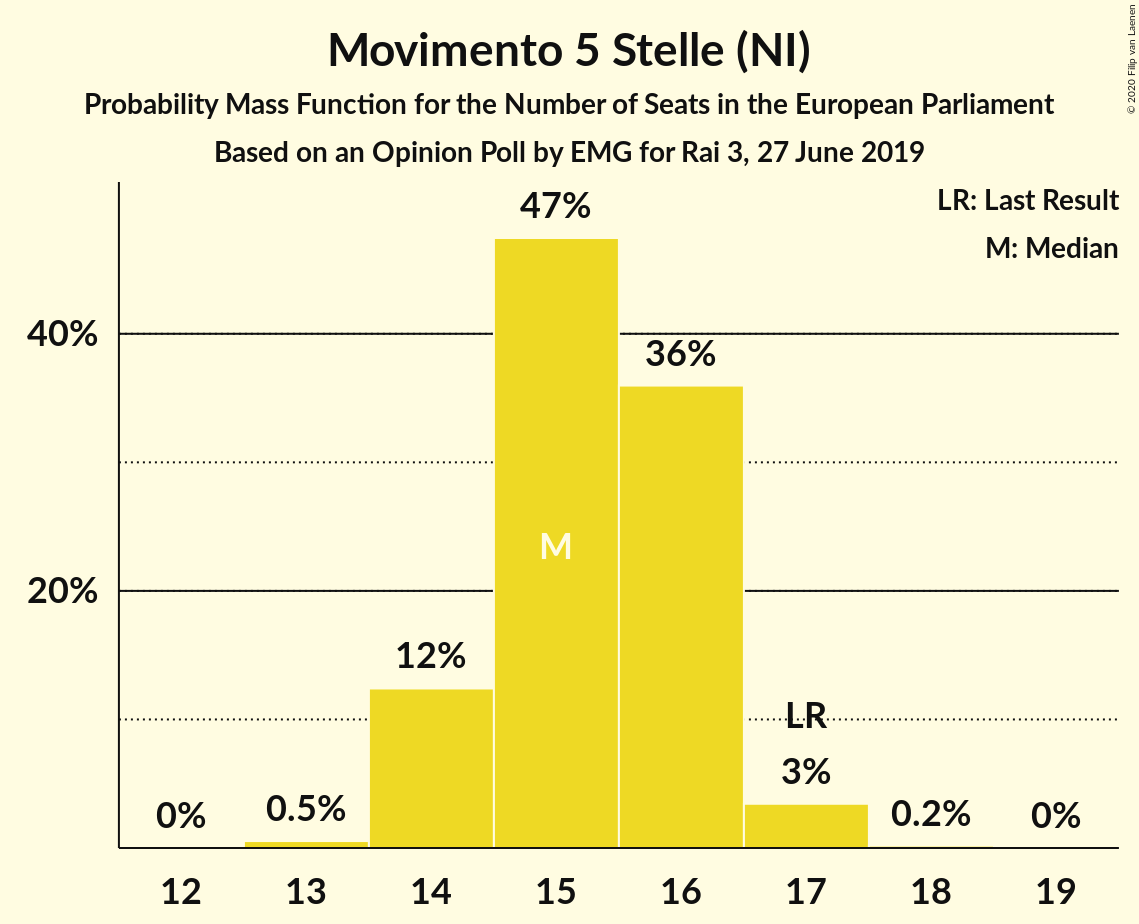 Movimento 5 Stelle (NI)
Probability Mass Function for the Number of Seats in the European Parliament
Based on an Opinion Poll by EMG for Rai 3, 27 June 2019
© 2020 Filip van Laenen
LR: Last Result
M: Median
47%
40%
36%
M
20%
12%
LR
3%
0%
0.5%
0.2%
0%
12 13 14 15 16 17 18 19